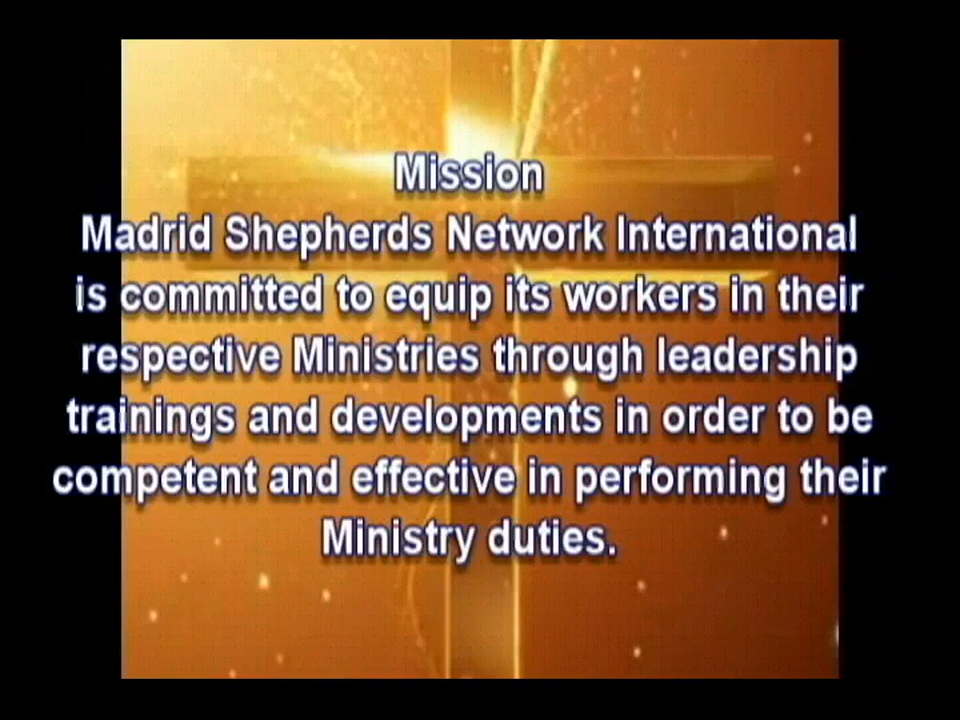 Mission
Madrid Shepherds Network International
is committed to equip its workers in their
respective Ministries through leadership
trainings and developments in order to be
competent and effective in performing their
Ministry duties.